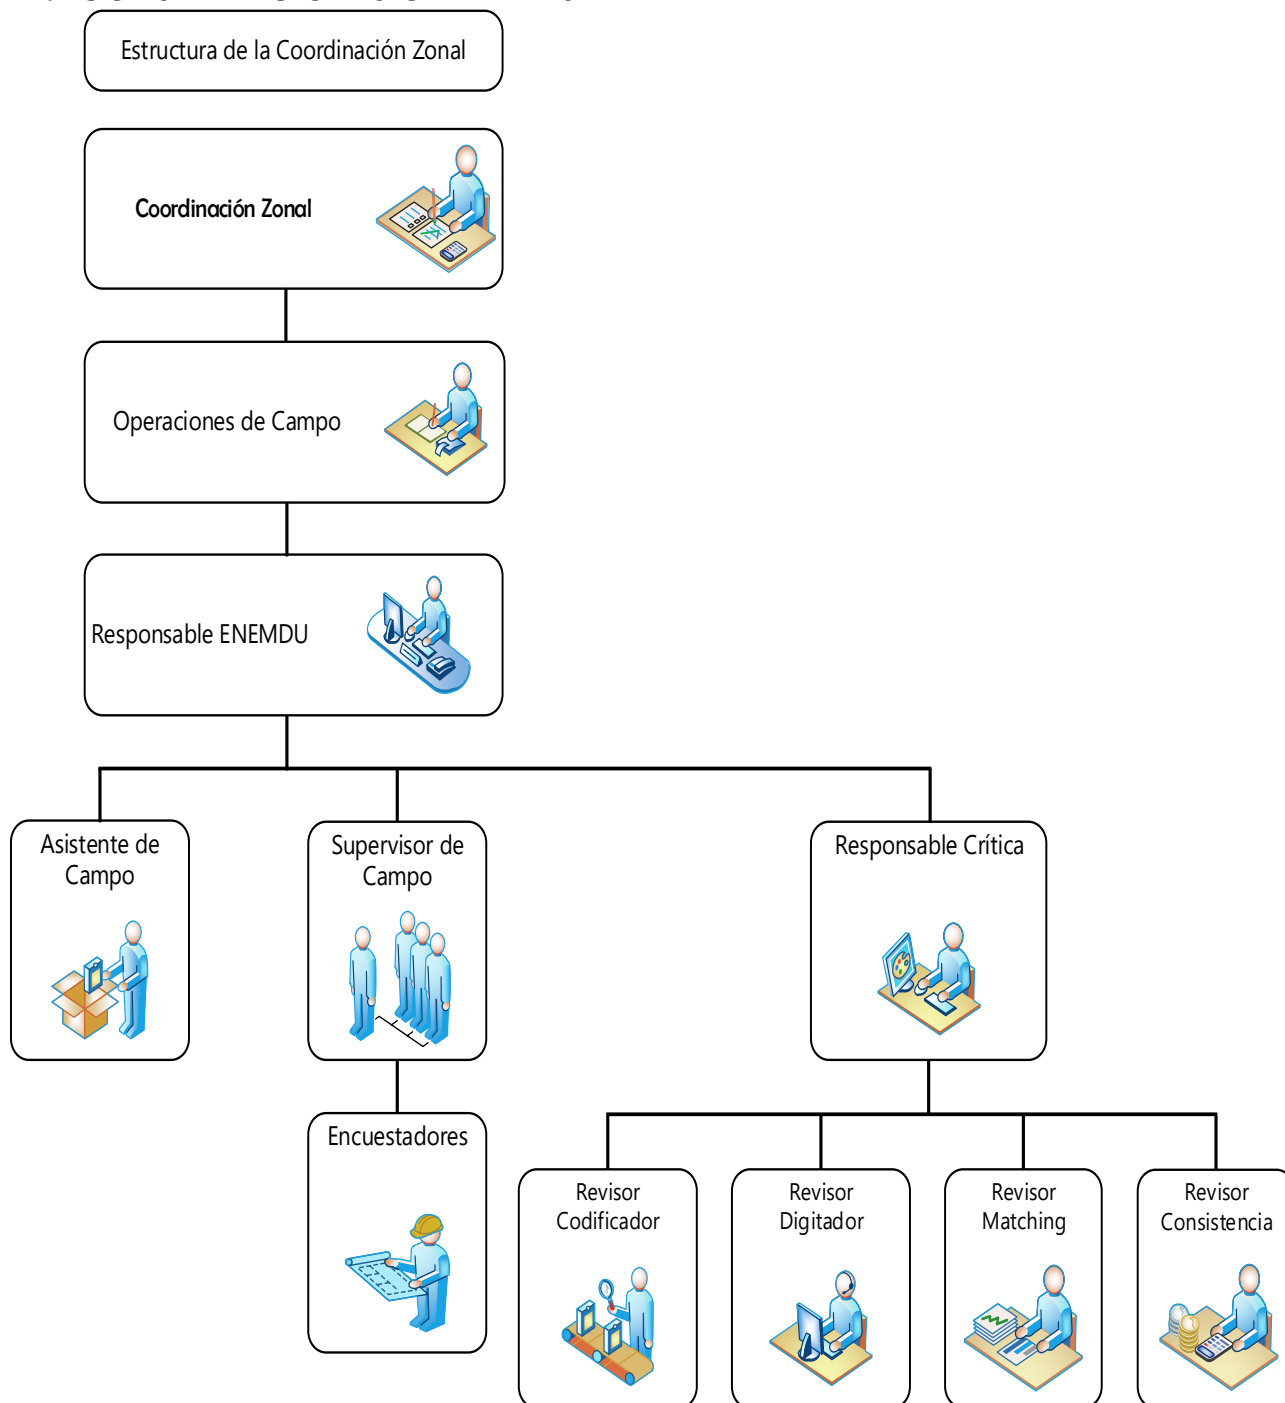 Estructura de la Coordinación Zonal
Coordinación Zonal
Operaciones de Campo
Responsable ENEMDU
Asistente de
Campo
Supervisor de
Campo
Responsable Crítica
Encuestadores
Revisor
Codificador
Revisor
Digitador
Revisor
Matching
Revisor
Consistencia